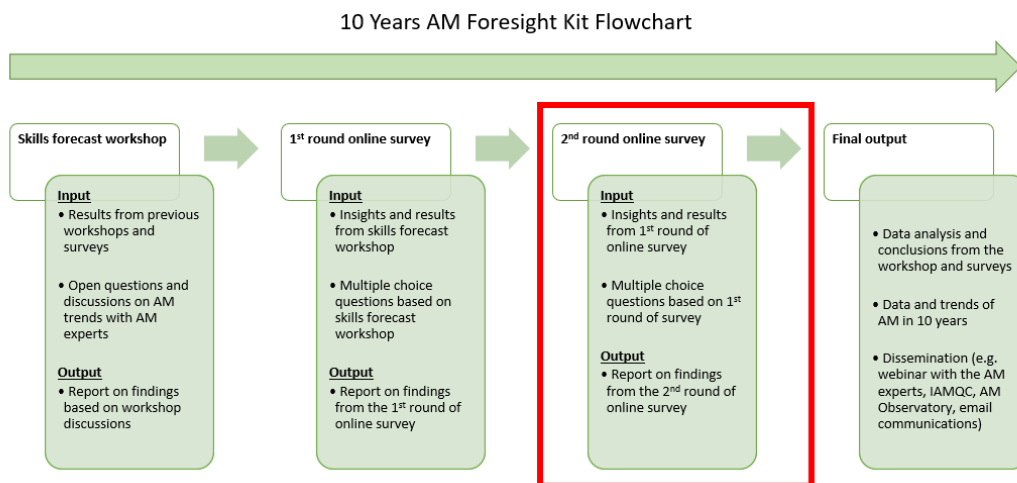 10 Years AM Foresight Kit Flowchart
Skills forecast workshop
Input
• Results from previous
workshops and
surveys
• Open questions and
discussions on AM
trends with AM
experts
Output
• Report on findings
based on workshop
discussions
1st round online survey
Input
• Insights and results
from skills forecast
workshop
• Multiple choice
questions based on
skills forecast
workshop
Output
• Report on findings
from the 1st round of
online survey
2nd round online survey
Input
• Insights and results
from 1st round of
online survey
• Multiple choice
questions based on 1st
round of survey
Output
• Report on findings
from the 2nd round of
online survey
Final output
• Data analysis and
conclusions from the
workshop and surveys
• Data and trends of
AM in 10 years
• Dissemination (e.g.
webinar with the AM
experts, IAMQC, AM
Observatory, email
communications)